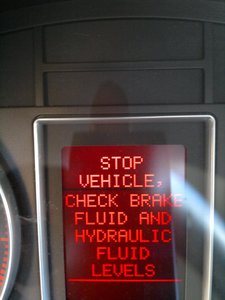 STOP
VEHICLE,
CHECK BRAKE
FLUID AND
HYDRAULIC
FLUID
LEVELS